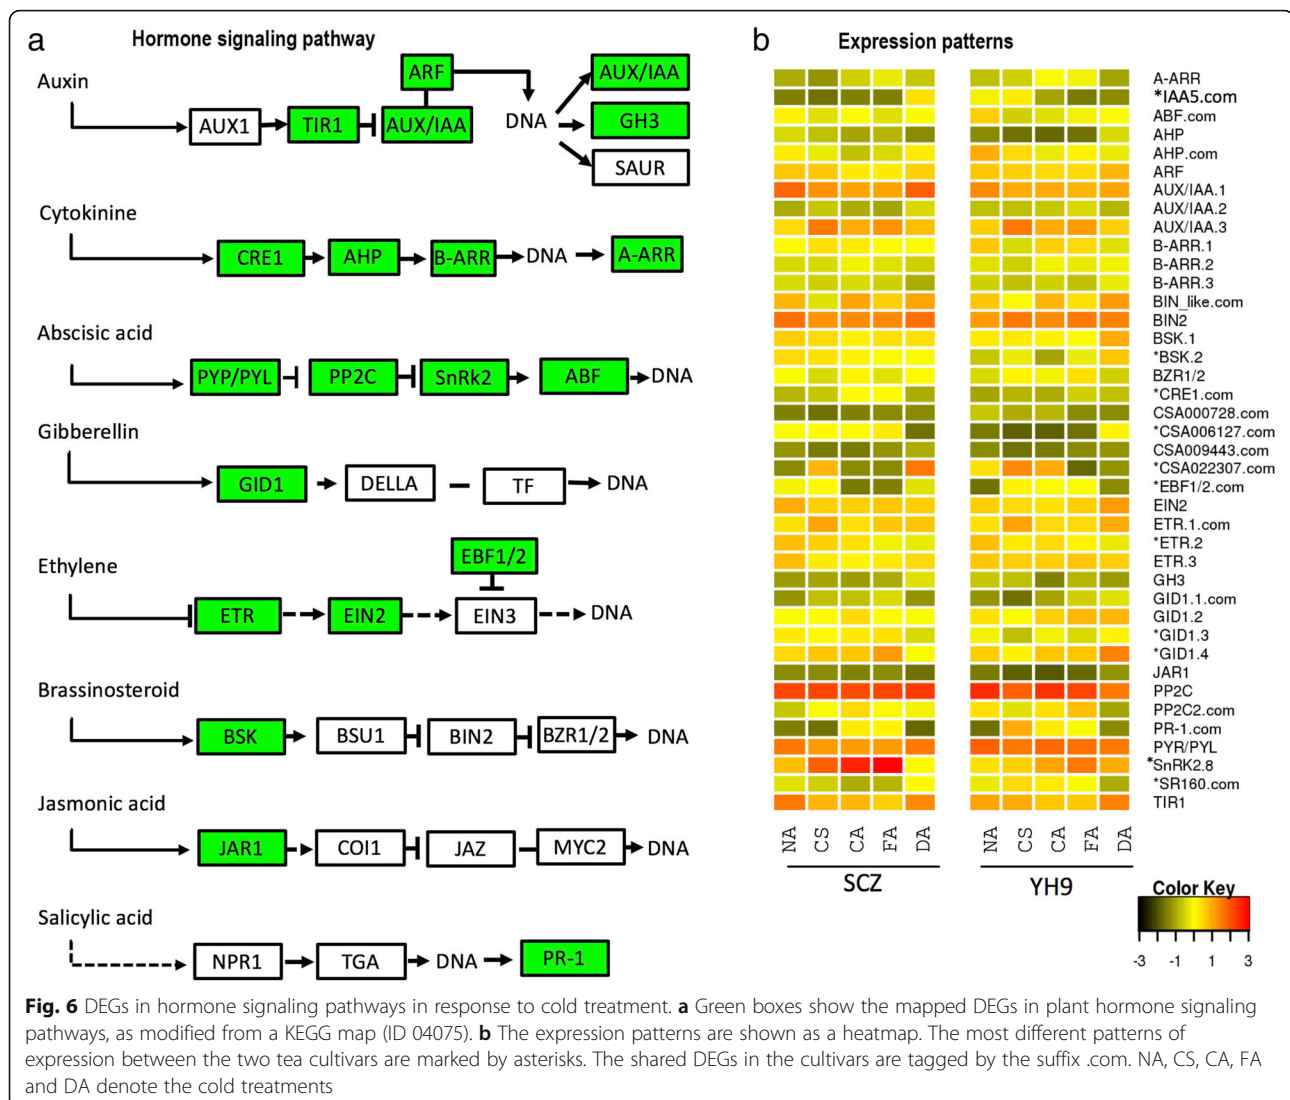 a
Hormone signaling pathway
Auxin
ARF
AUX/IAA
AUX1
TIR1
AUX/IAA
DNA
GH3
SAUR
Cytokinine
CRE1
AHP
B-ARR
DNA
A-ARR
Abscisic acid
PYP/PYL
PP2C
SnRk2
ABF
DNA
Gibberellin
GID1
DELLA
TF
DNA
Ethylene
EBF1/2
ETR
EIN2
EIN3
DNA
Brassinosteroid
BSK
BSU1
BIN2
BZR1/2
DNA
Jasmonic acid
JAR1
COI1
JAZ
MYC2
DNA
Salicylic acid
NPR1
TGA
DNA
PR-1
b
Expression patterns
A-ARR
*IAA5.com
ABF.com
AHP
AHP.com
ARF
AUX/IAA.1
AUX/IAA.2
AUX/IAA.3
B-ARR.1
B-ARR.2
B-ARR.3
BIN_like.com
BIN2
BSK.1
*BSK.2
BZR1/2
*CRE1.com
CSA000728.com
*CSA006127.com
CSA009443.com
*CSA022307.com
*EBF1/2.com
EIN2
ETR.1.com
*ETR.2
ETR.3
GH3
GID1.1.com
GID1.2
*GID1.3
*GID1.4
JAR1
PP2C
PP2C2.com
PR-1.com
PYR/PYL
*SnRK2.8
*SR160.com
TIR1
NA CS CA FA DA NA CS CA FA DA
SCZ YH9
Color Key
-3 -1 1 3
Fig. 6 DEGs in hormone signaling pathways in response to cold treatment. a Green boxes show the mapped DEGs in plant hormone signaling
pathways, as modified from a KEGG map (ID 04075). b The expression patterns are shown as a heatmap. The most different patterns of
expression between the two tea cultivars are marked by asterisks. The shared DEGs in the cultivars are tagged by the suffix .com. NA, CS, CA, FA
and DA denote the cold treatments